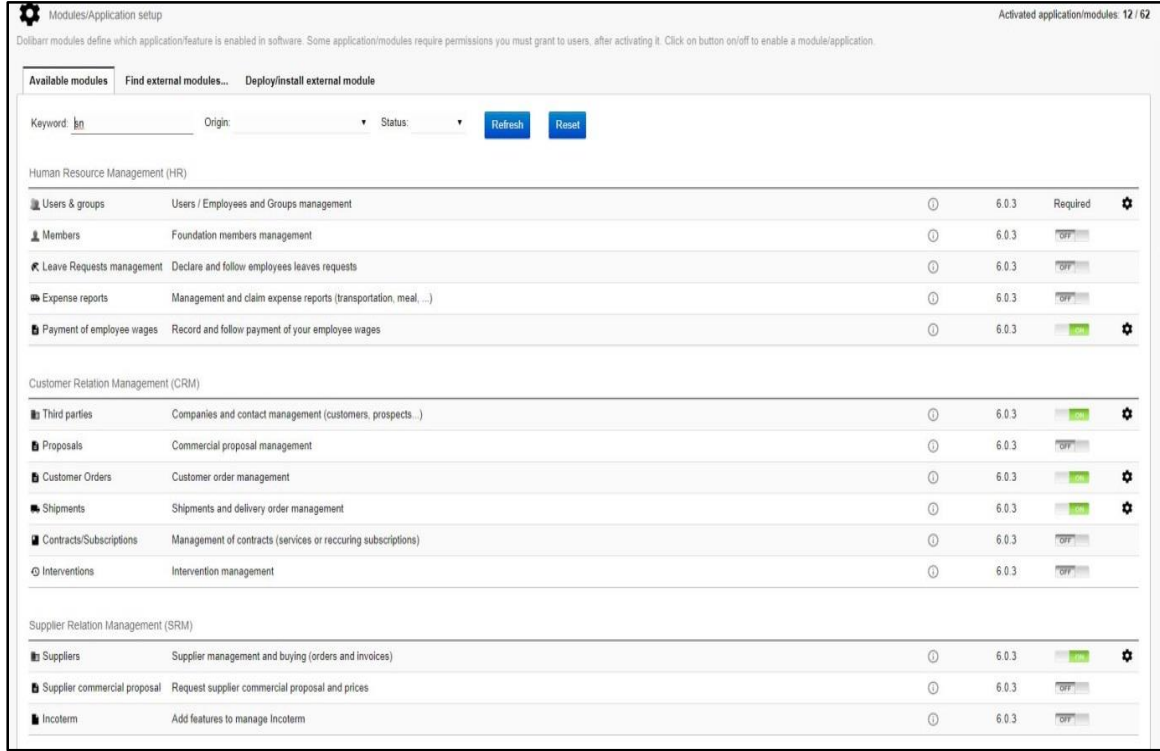 Modules/Application setup Activated application/modules: 12 / 62
Dolibarr modules define which application/feature is enabled in software. Some application/modules require permissions you must grant to users, after activating it. Click on button on/off to enable a module/application.
Available modules Find external modules... Deploy/install external module
Keyword: sn Origin: Status: Refresh Reset
Human Resource Management (HR)
Users & groups Users / Employees and Groups management 6.0.3 Required
Members Foundation members management 6.0.3 OFF
Leave Requests management Declare and follow employees leaves requests 6.0.3 OFF
Expense reports Management and claim expense reports (transportation, meal, ...) 6.0.3 OFF
Payment of employee wages Record and follow payment of your employee wages 6.0.3 ON
Customer Relation Management (CRM)
Third parties Companies and contact management (customers, prospects...) 6.0.3 ON
Proposals Commercial proposal management 6.0.3 OFF
Customer Orders Customer order management 6.0.3 ON
Shipments Shipments and delivery order management 6.0.3 ON
Contracts/Subscriptions Management of contracts (services or reccuring subscriptions) 6.0.3 OFF
Interventions Intervention management 6.0.3 OFF
Supplier Relation Management (SRM)
Suppliers Supplier management and buying (orders and invoices) 6.0.3 ON
Supplier commercial proposal Request supplier commercial proposal and prices 6.0.3 OFF
Incoterm Add features to manage Incoterm 6.0.3 OFF